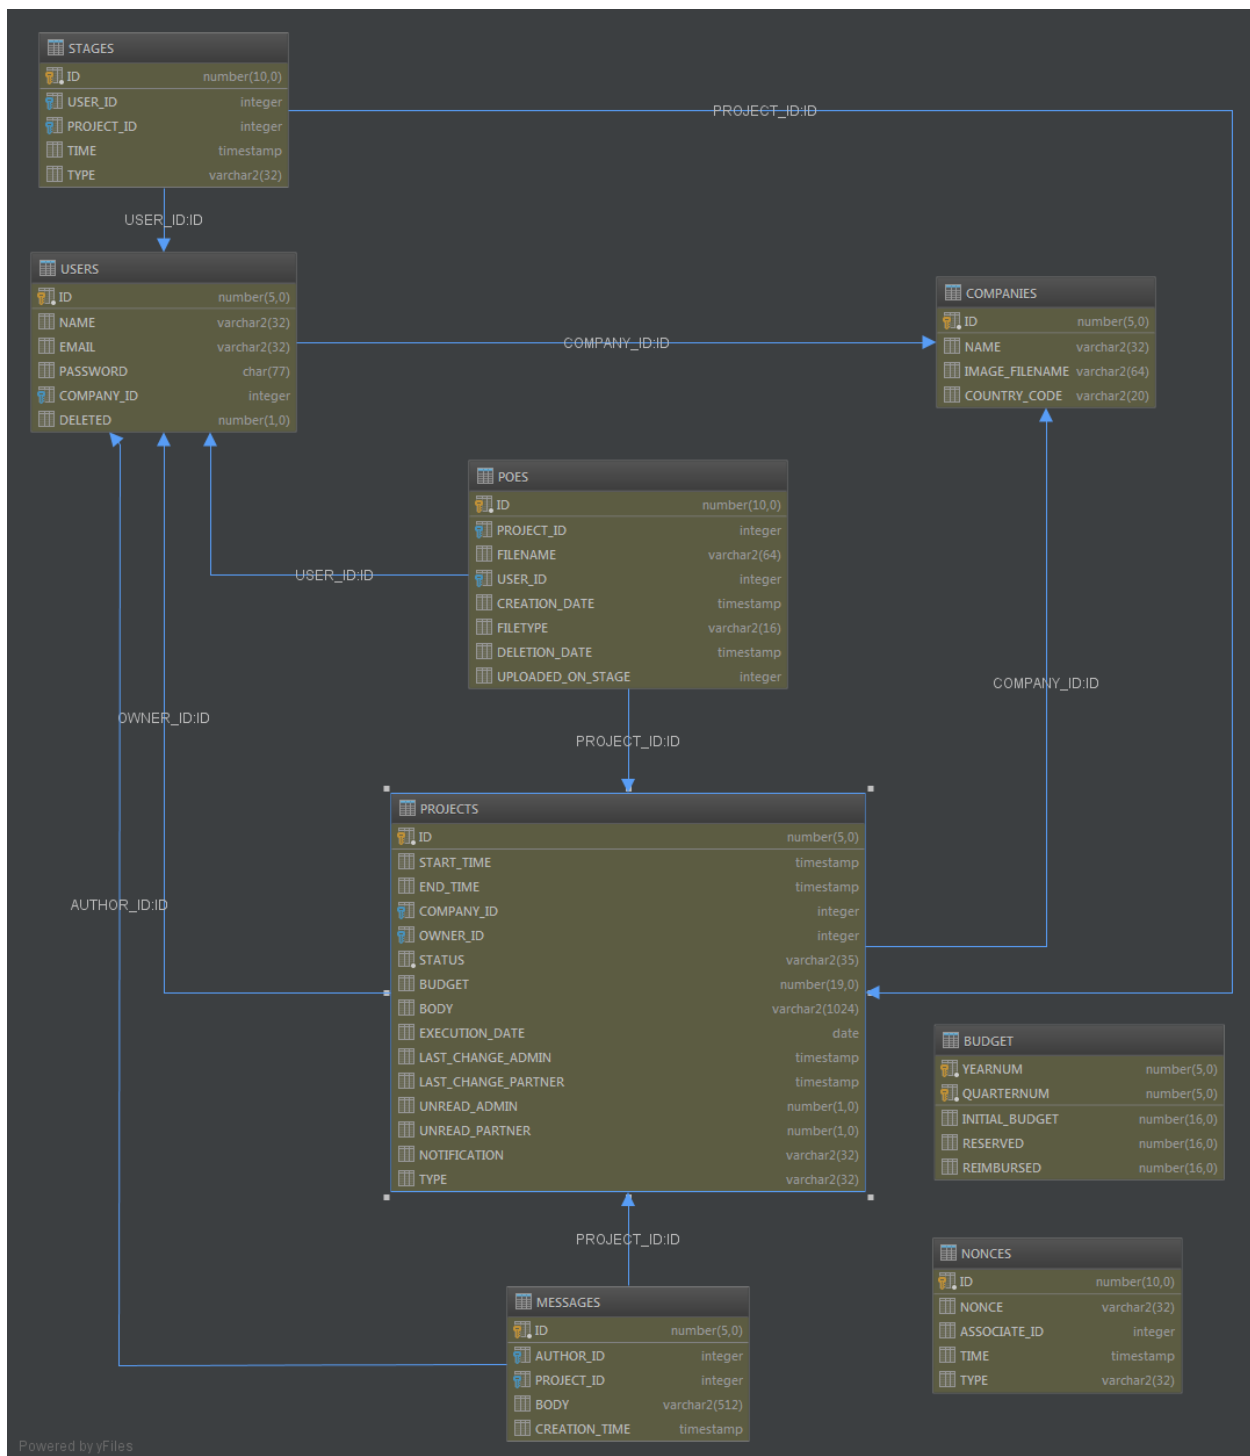 STAGES
ID number(10,0)
USER_ID integer
PROJECT_ID integer
TIME timestamp
TYPE varchar2(32)
PROJECT_ID:ID
USER_ID:ID
USERS
ID number(5,0)
NAME varchar2(32)
EMAIL varchar2(32)
PASSWORD char(77)
COMPANY_ID integer
DELETED number(1,0)
COMPANY_ID:ID
COMPANIES
ID number(5,0)
NAME varchar2(32)
IMAGE_FILENAME varchar2(64)
COUNTRY_CODE varchar2(20)
POES
ID number(10,0)
PROJECT_ID integer
FILENAME varchar2(64)
USER_ID integer
CREATION_DATE timestamp
FILETYPE varchar2(16)
DELETION_DATE timestamp
UPLOADED_ON_STAGE integer
USER_ID:ID
COMPANY_ID:ID
OWNER_ID:ID
PROJECT_ID:ID
PROJECTS
ID number(5,0)
START_TIME timestamp
END_TIME timestamp
COMPANY_ID integer
OWNER_ID integer
STATUS varchar2(35)
BUDGET number(19,0)
BODY varchar2(1024)
EXECUTION_DATE date
LAST_CHANGE_ADMIN timestamp
LAST_CHANGE_PARTNER timestamp
UNREAD_ADMIN number(1,0)
UNREAD_PARTNER number(1,0)
NOTIFICATION varchar2(32)
TYPE varchar2(32)
AUTHOR_ID:ID
BUDGET
YEARNUM number(5,0)
QUARTERNUM number(5,0)
INITIAL_BUDGET number(16,0)
RESERVED number(16,0)
REIMBURSED number(16,0)
PROJECT_ID:ID
NONCES
ID number(10,0)
NONCE varchar2(32)
ASSOCIATE_ID integer
TIME timestamp
TYPE varchar2(32)
MESSAGES
ID number(5,0)
AUTHOR_ID integer
PROJECT_ID integer
BODY varchar2(512)
CREATION_TIME timestamp
Powered by yFiles